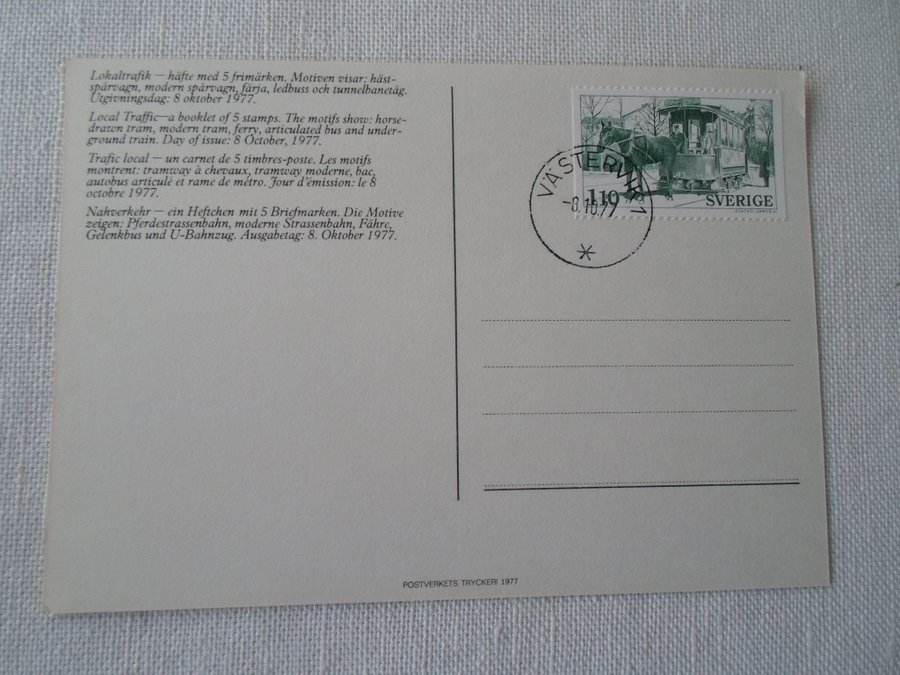 Lokaltrafik — häfte med 5 frimärken. Motiven visar: häst-
spårvagn, modern spårvagn, färja, ledbuss och tunnelbanetåg.
Utgivningsdag: 8 oktober 1977.
Local Traffic—a booklet of 5 stamps. The motifs show: horse-
drawn tram, modern tram, ferry, articulated bus and under-
ground train. Day of issue: 8 October, 1977.
Trafic local — un carnet de 5 timbres-poste. Les motifs
montrent: tramway à chevaux, tramway moderne, bac,
autobus articulé et rame de métro. Jour d'émission: le 8
octobre 1977.
Nahverkehr — ein Heftchen mit 5 Briefmarken. Die Motive
zeigen: Pferdestrassenbahn, moderne Strassenbahn, Fähre,
Gelenkbus und U-Bahnzug. Ausgabetag: 8. Oktober 1977.
VÄSTERVIK 1
-8.10.77
1.10
SVERIGE
POSTVERKETS TRYCKERI 1977